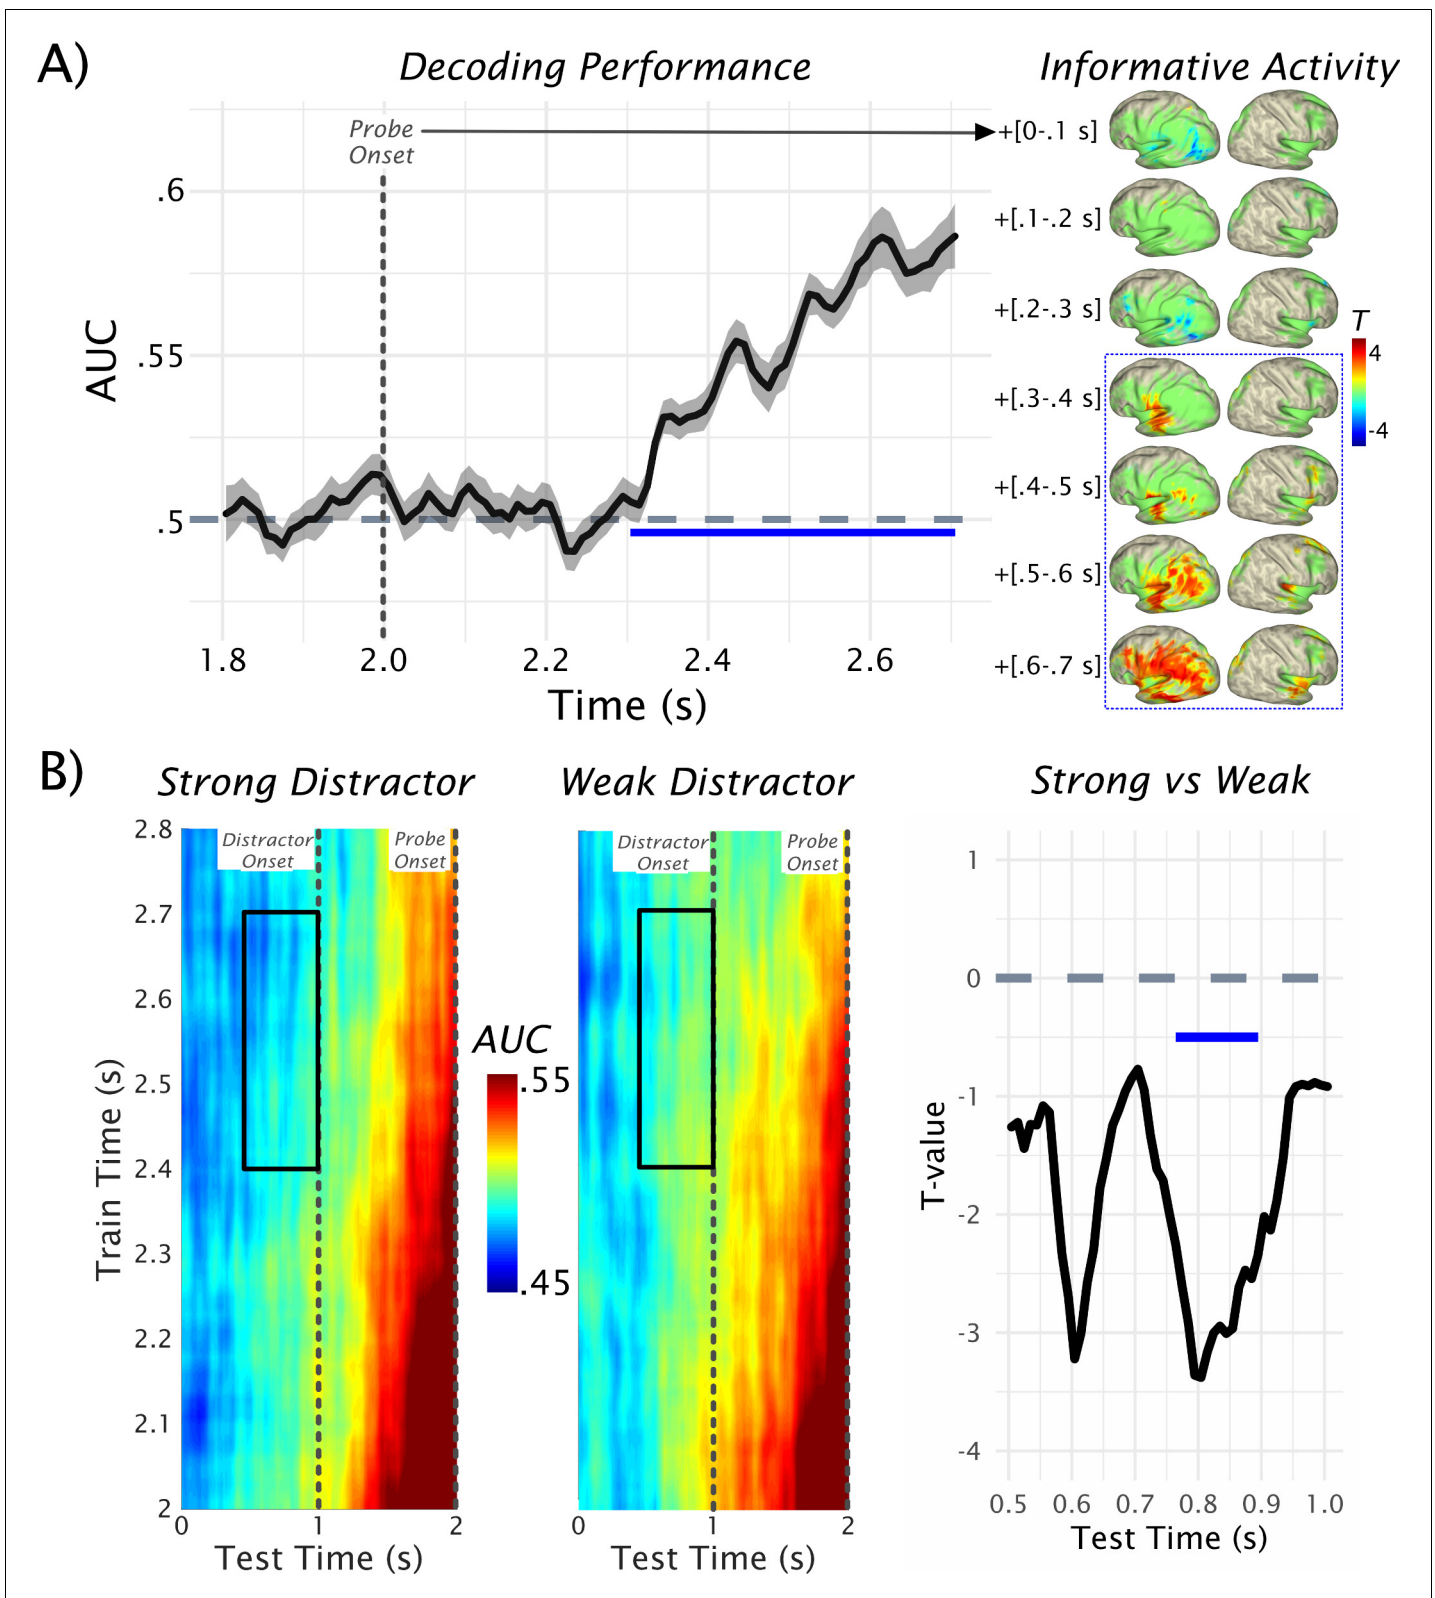 A)
Decoding Performance
Informative Activity
Probe
Onset
+[0-.1 s]
+[.1-.2 s]
+[.2-.3 s]
+[.3-.4 s]
+[.4-.5 s]
+[.5-.6 s]
+[.6-.7 s]
T
4
-4
AUC
.6
.55
.5
1.8 2.0 2.2 2.4 2.6
Time (s)
B)
Strong Distractor
Weak Distractor
Strong vs Weak
Distractor
Onset
Probe
Onset
Train Time (s)
2.8
2.7
2.6
2.5
2.4
2.3
2.2
2.1
2
0 1 2
Test Time (s)
AUC
.55
.45
Distractor
Onset
Probe
Onset
0 1 2
Test Time (s)
T-value
1
0
-1
-2
-3
-4
0.5 0.6 0.7 0.8 0.9 1.0
Test Time (s)